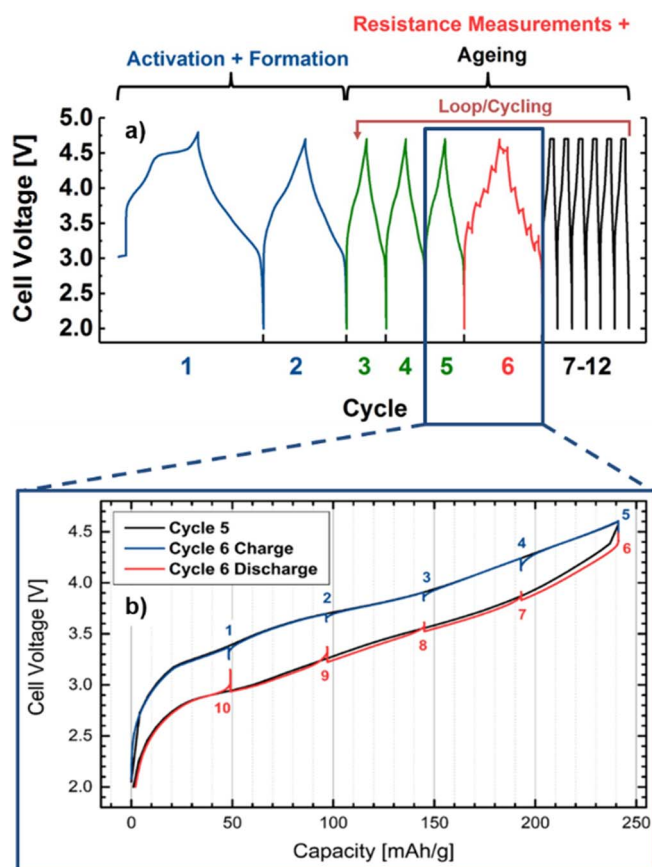 Resistance Measurements +
Activation + Formation
Ageing
Loop/Cycling
a)
Cell Voltage [V]
5.0
4.5
4.0
3.5
3.0
2.5
2.0
1
2
3
4
5
6
7-12
Cycle
Cycle 5
Cycle 6 Charge
Cycle 6 Discharge
b)
Cell Voltage [V]
4.5
4.0
3.5
3.0
2.5
2.0
1
2
3
4
5
6
7
8
9
10
0
50
100
150
200
250
Capacity [mAh/g]